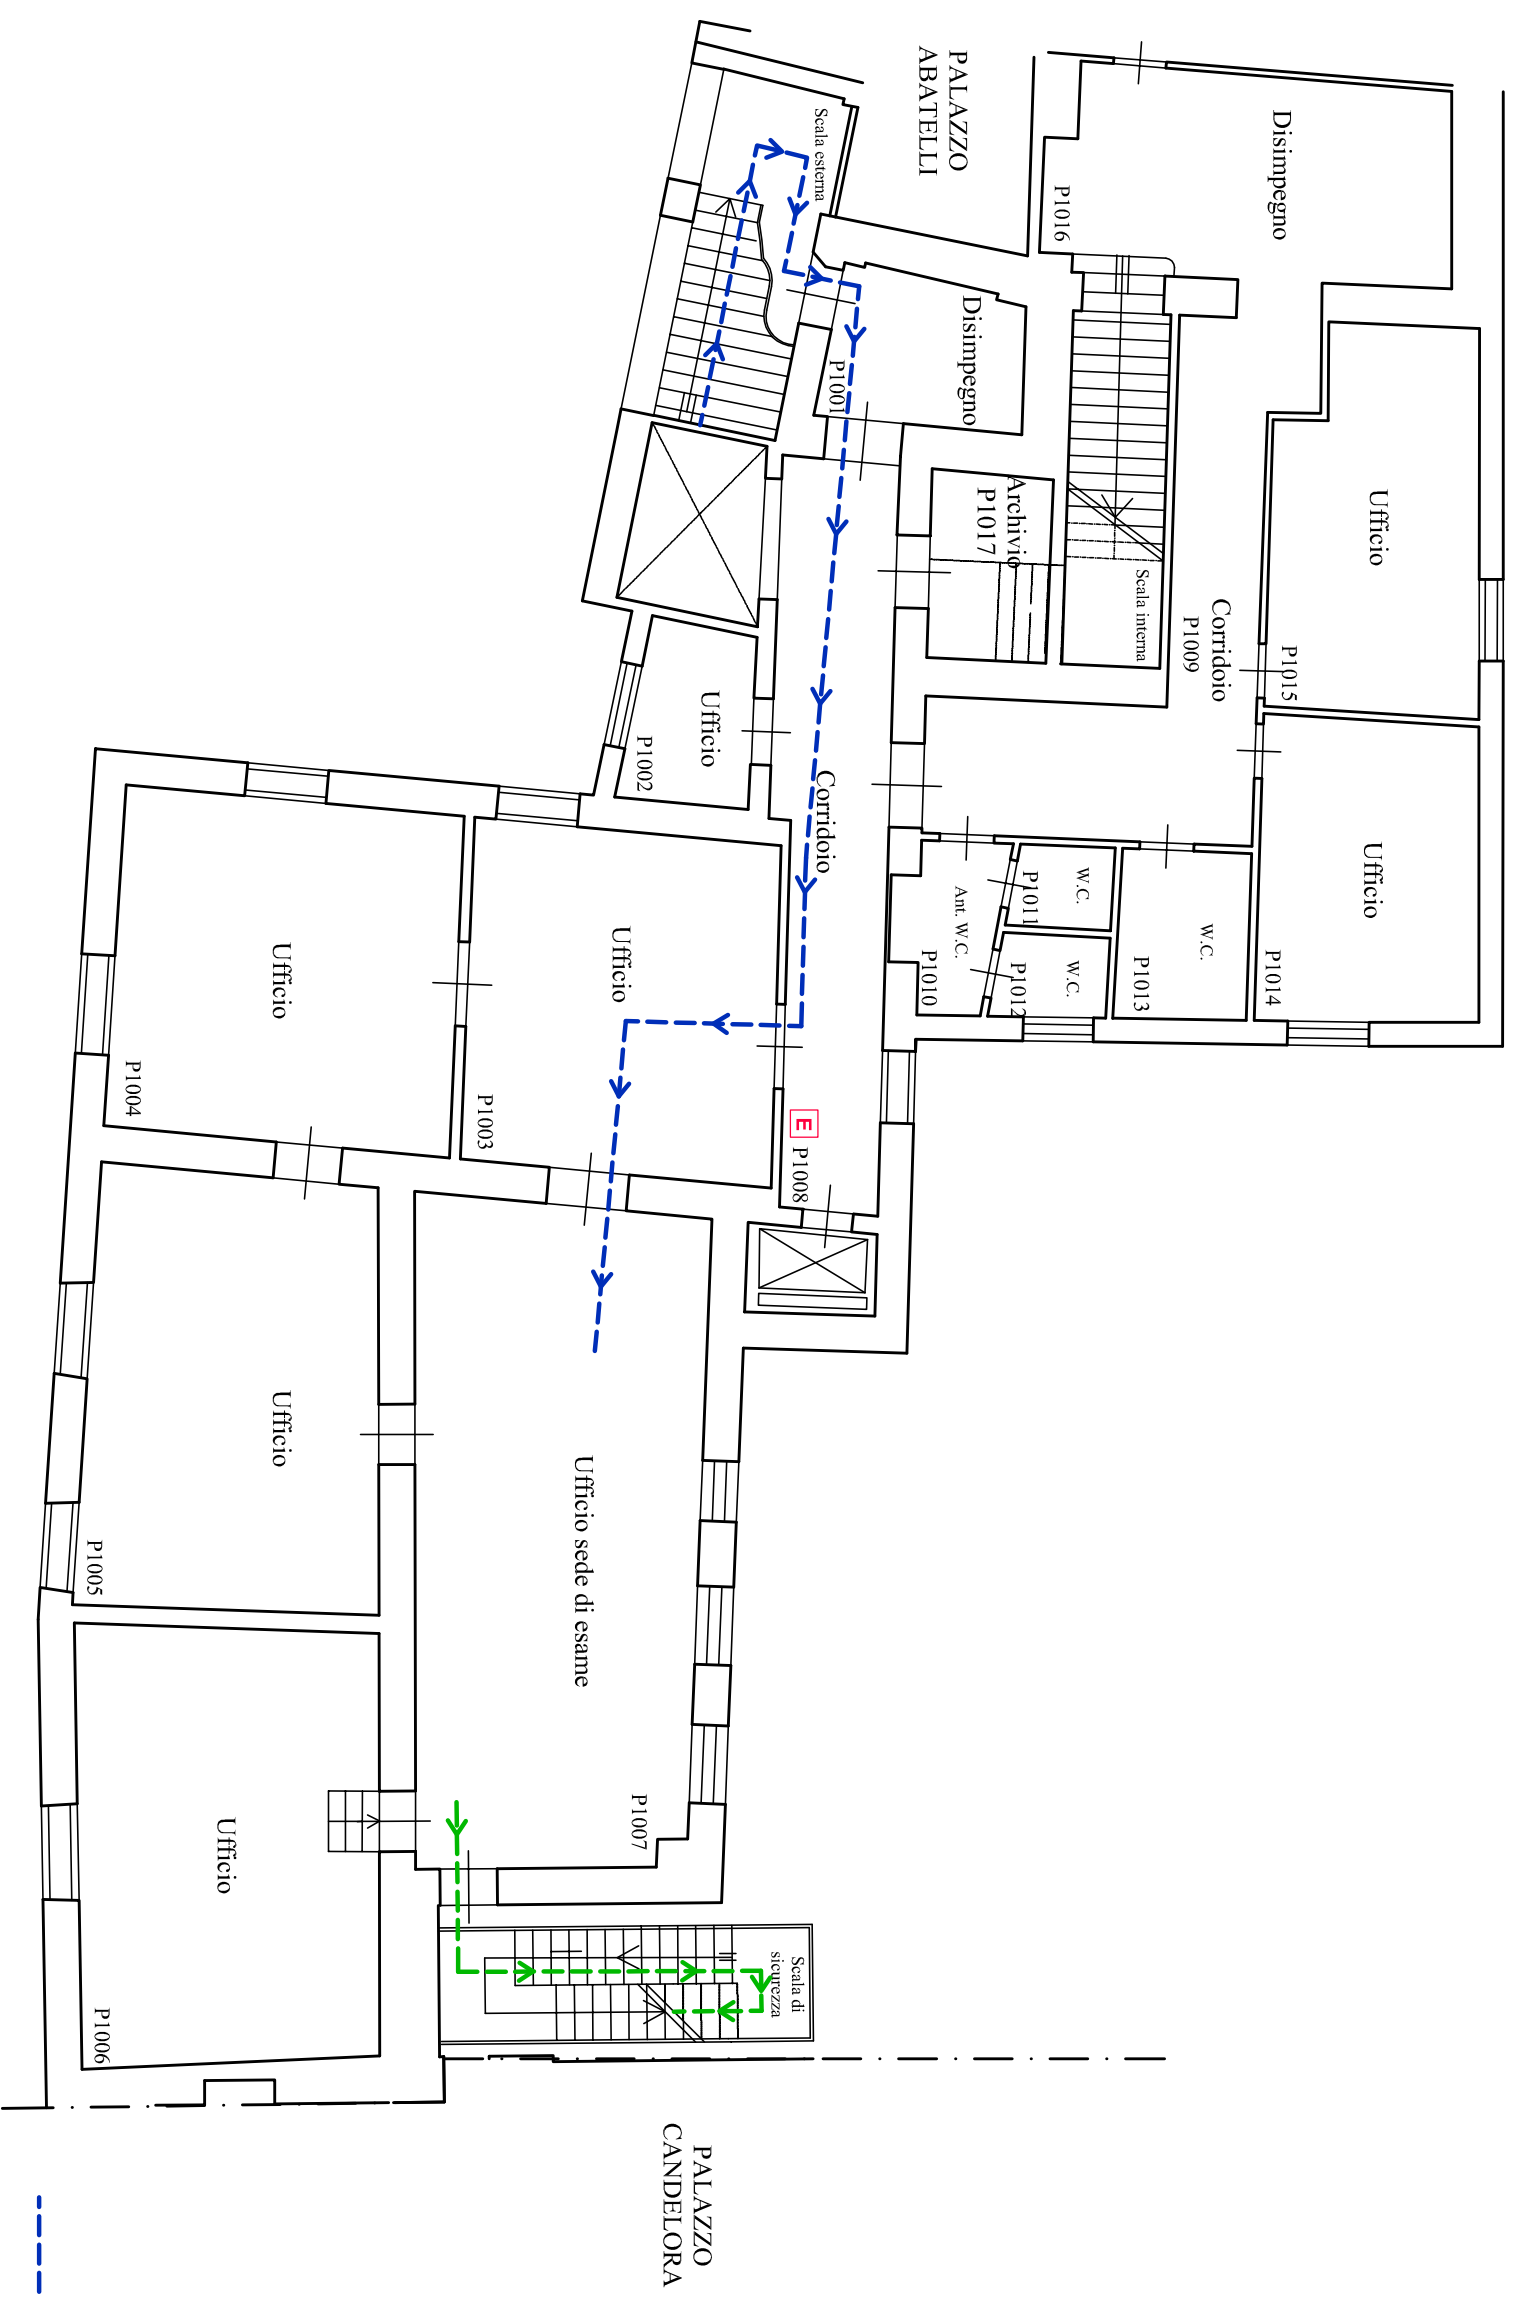 PALAZZO
ABATELLI
Disimpegno
P1016
Scala esterna
Disimpegno
P1001
Archivio
P1017
Scala interna
Corridoio
P1009
Ufficio
P1015
Ufficio
P1014
W.C.
P1013
W.C.
P1011
W.C.
P1012
Ant. W.C.
P1010
Corridoio
P1008
E
Ufficio
P1002
Ufficio
P1003
Ufficio
P1004
Ufficio
P1005
Ufficio sede di esame
P1007
Ufficio
P1006
Scala di
sicurezza
PALAZZO
CANDELORA